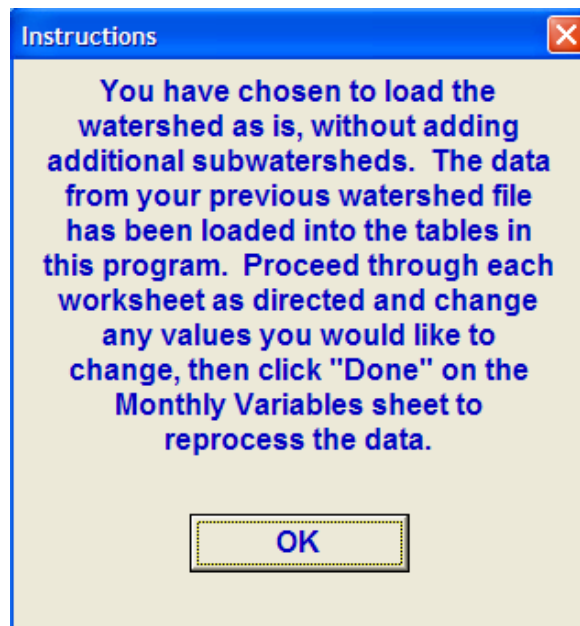 Instructions
You have chosen to load the
watershed as is, without adding
additional subwatersheds.  The data
from your previous watershed file
has been loaded into the tables in
this program.  Proceed through each
worksheet as directed and change
any values you would like to
change, then click "Done" on the
Monthly Variables sheet to
reprocess the data.
OK